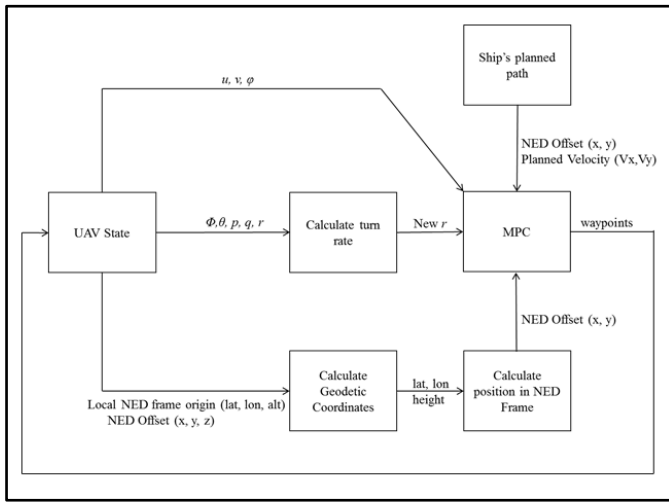 Ship's planned
path
u, v, φ
NED Offset (x, y)
Planned Velocity (Vx,Vy)
UAV State
Φ,θ, p, q, r
Calculate turn
rate
New r
MPC
waypoints
NED Offset (x, y)
Local NED frame origin (lat, lon, alt)
NED Offset (x, y, z)
Calculate
Geodetic
Coordinates
lat, lon
height
Calculate
position in NED
Frame